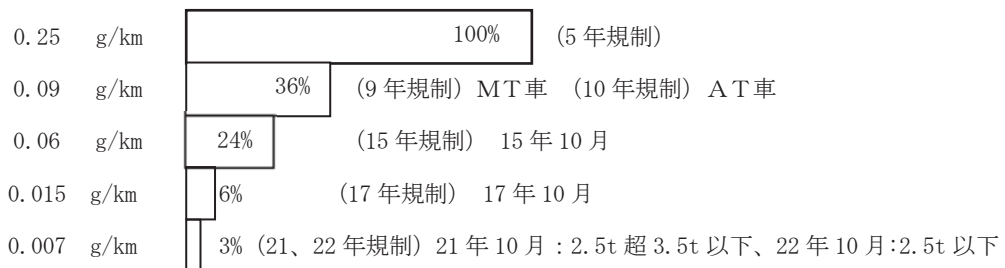 0.25 g/km 100% (5年規制)
0.09 g/km 36% (9年規制) MT車 (10年規制) AT車
0.06 g/km 24% (15年規制) 15年10月
0.015 g/km 6% (17年規制) 17年10月
0.007 g/km 3% (21、22年規制) 21年10月:2.5t超3.5t以下、22年10月:2.5t以下